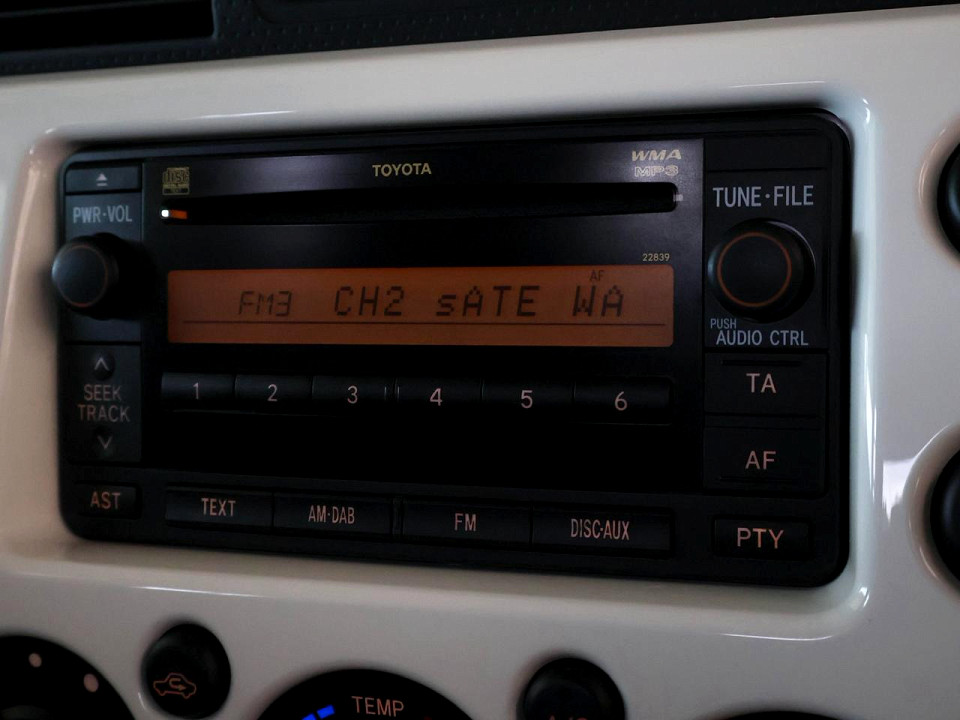 TOYOTA
WMA
MP3
PWR·VOL
TUNE·FILE
22839
AF
FM3 CH2 sATE WA
PUSH
AUDIO CTRL
1 2 3 4 5 6
SEEK
TRACK
TA
AF
AST
TEXT AM·DAB FM DISC·AUX
PTY
TEMP